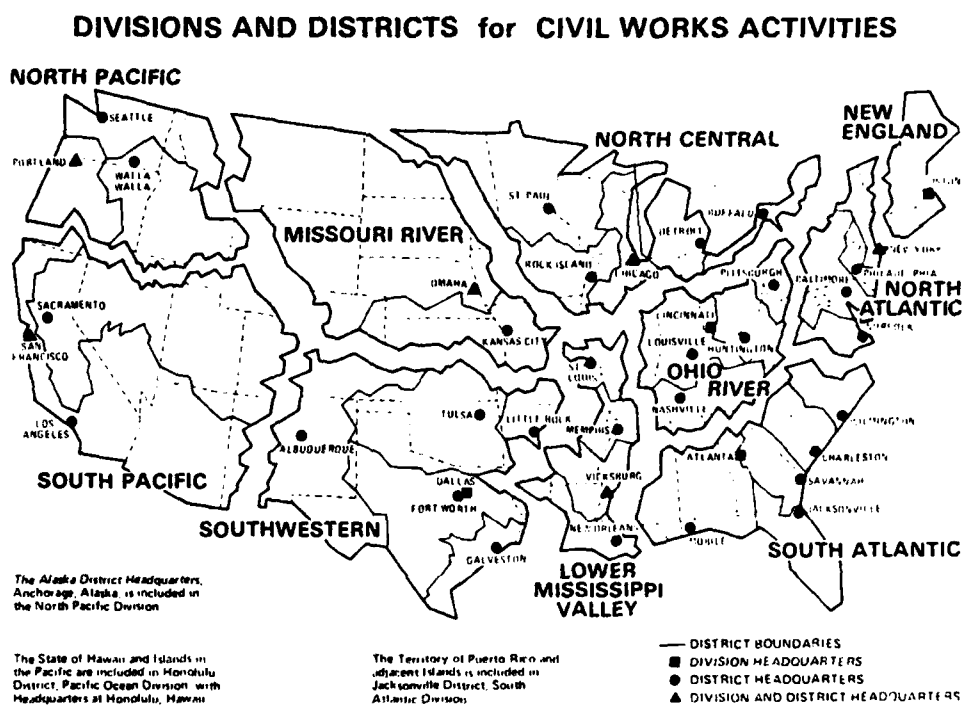 DIVISIONS AND DISTRICTS for CIVIL WORKS ACTIVITIES
NORTH PACIFIC
SEATTLE
PORTLAND
WALLA
WALLA
NORTH CENTRAL
NEW
ENGLAND
ST. PAUL
BUFFALO
DETROIT
MISSOURI RIVER
ROCK ISLAND
CHICAGO
NEW YORK
OMAHA
PITTSBURGH
BALTIMORE
NORTH
ATLANTIC
SACRAMENTO
SAN
FRANCISCO
KANSAS CITY
CINCINNATI
LOUISVILLE
HUNTINGTON
ST
LOUIS
OHIO
RIVER
NASHVILLE
LOS
ANGELES
TULSA
LITTLE ROCK
MEMPHIS
ALBUQUERQUE
ATLANTA
CHARLESTON
SAVANNAH
JACKSONVILLE
SOUTH PACIFIC
DALLAS
FORT WORTH
VICKSBURG
NEW ORLEANS
MOBILE
SOUTHWESTERN
GALVESTON
LOWER
MISSISSIPPI
VALLEY
SOUTH ATLANTIC
The Alaska District Headquarters,
Anchorage, Alaska, is included in
the North Pacific Division
The State of Hawaii and Islands in
the Pacific are included in Honolulu
District, Pacific Ocean Division with
Headquarters at Honolulu, Hawaii
The Territory of Puerto Rico and
adjacent Islands is included in
Jacksonville District, South
Atlantic Division
DISTRICT BOUNDARIES
DIVISION HEADQUARTERS
DISTRICT HEADQUARTERS
DIVISION AND DISTRICT HEADQUARTERS